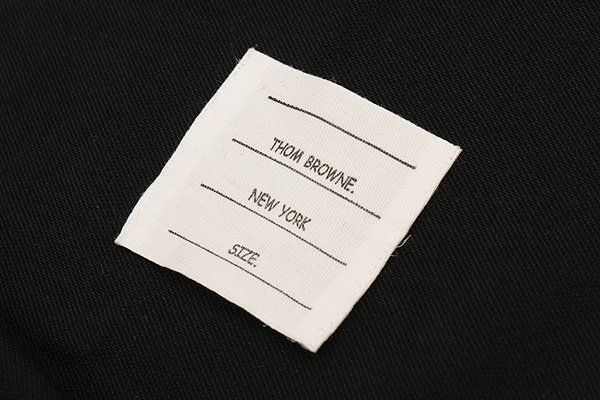 THOM BROWNE.
NEW YORK
SIZE.